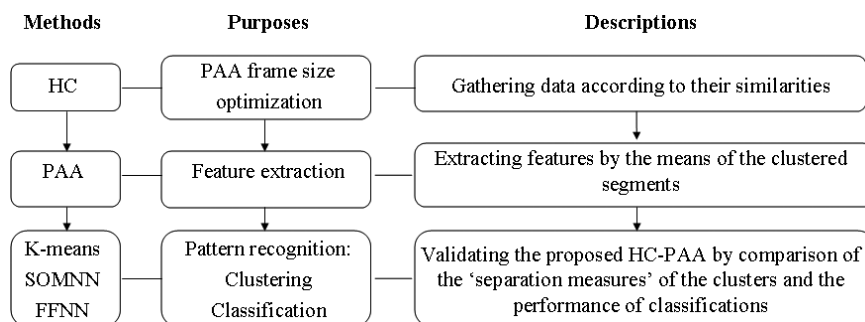 Methods
Purposes
Descriptions
HC
PAA frame size
optimization
Gathering data according to their similarities
PAA
Feature extraction
Extracting features by the means of the clustered
segments
K-means
SOMNN
FFNN
Pattern recognition:
Clustering
Classification
Validating the proposed HC-PAA by comparison of
the ‘separation measures’ of the clusters and the
performance of classifications